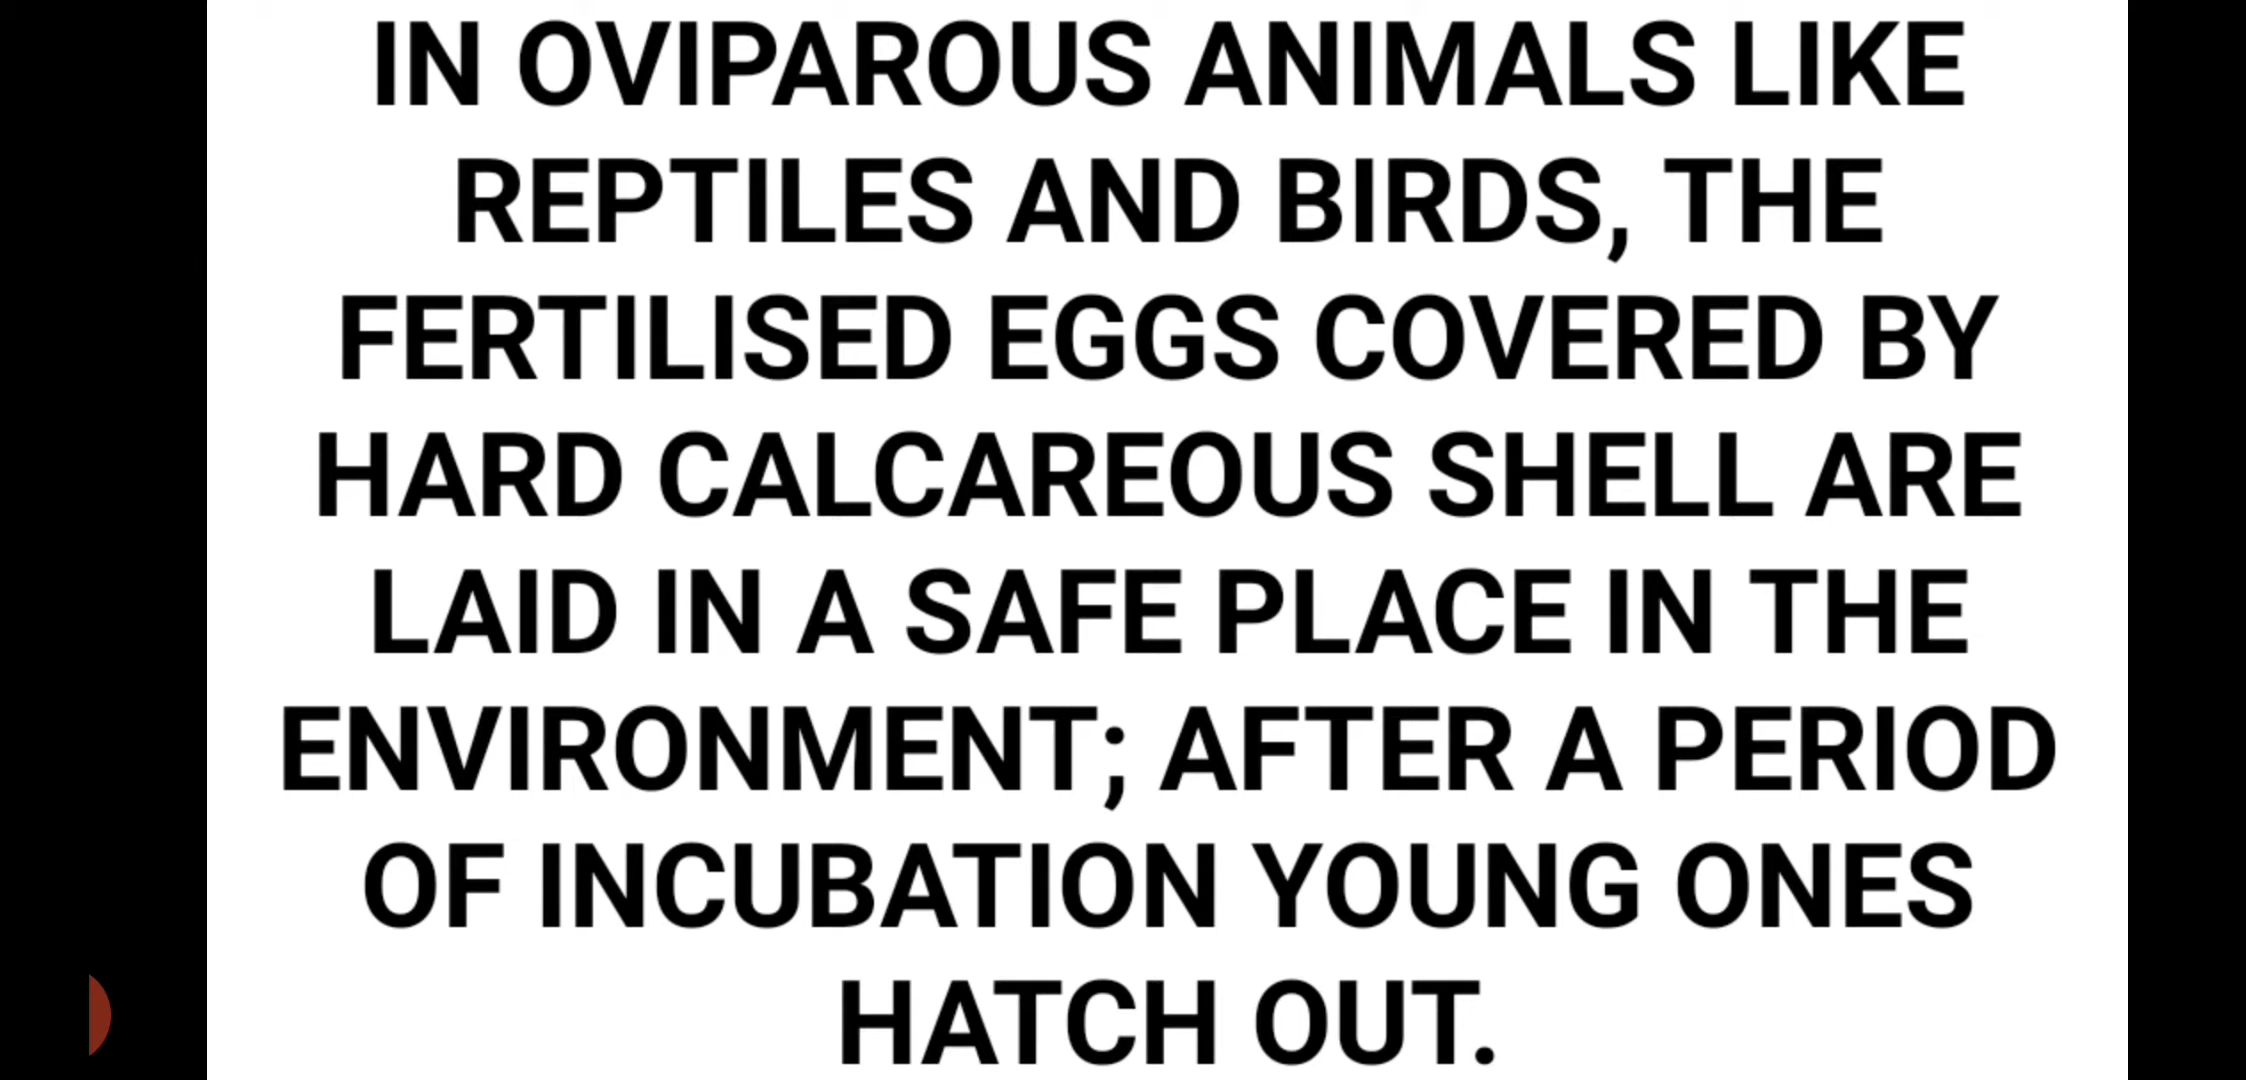 IN OVIPAROUS ANIMALS LIKE
REPTILES AND BIRDS, THE
FERTILISED EGGS COVERED BY
HARD CALCAREOUS SHELL ARE
LAID IN A SAFE PLACE IN THE
ENVIRONMENT; AFTER A PERIOD
OF INCUBATION YOUNG ONES
HATCH OUT.